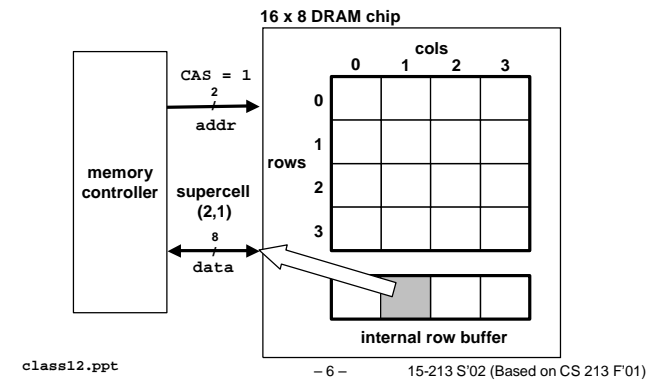 16 x 8 DRAM chip
cols
0 1 2 3
CAS = 1
2
addr
0
1
rows
2
3
memory
controller
supercell
(2,1)
8
data
internal row buffer
class12.ppt
– 6 –
15-213 S'02 (Based on CS 213 F'01)